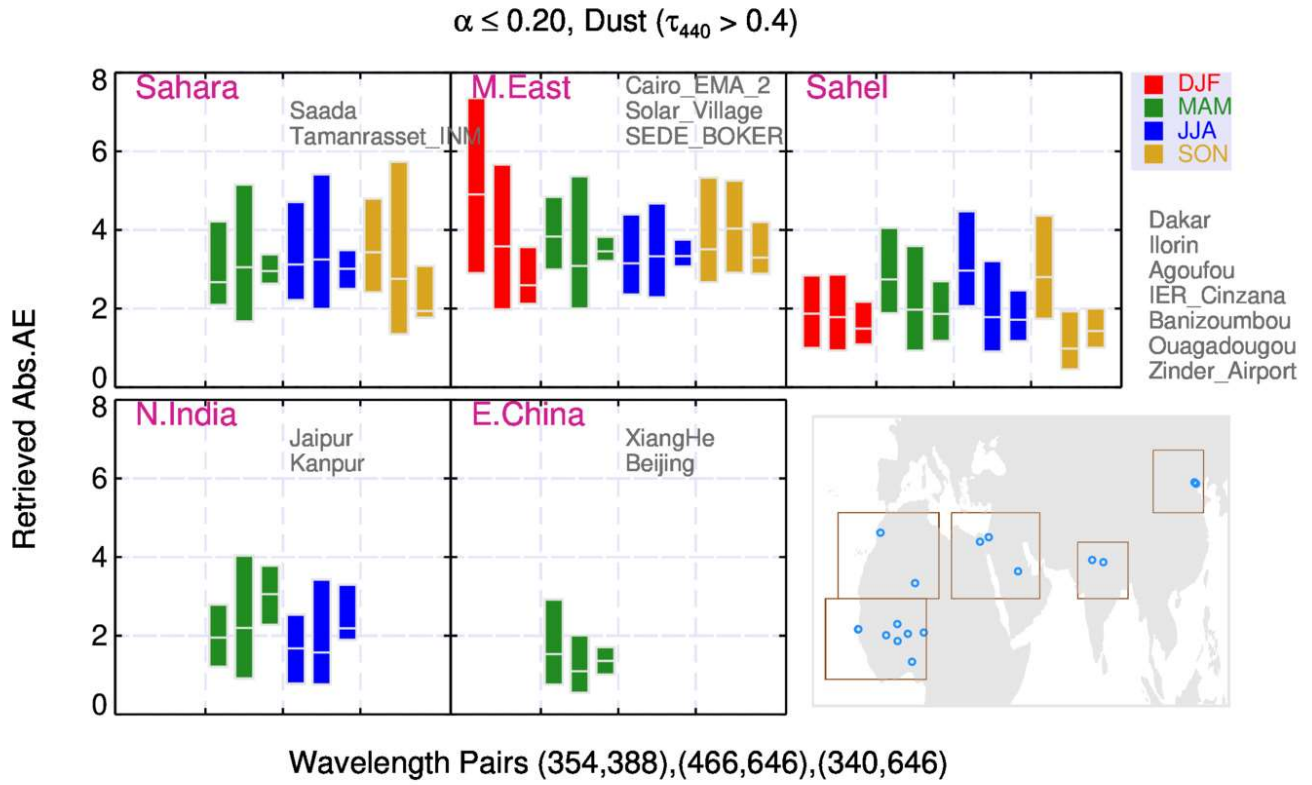 α ≤ 0.20, Dust (τ440 > 0.4)
8
Sahara
Saada
Tamanrasset_INM
M.East
Cairo_EMA_2
Solar_Village
SEDE_BOKER
Sahel
DJF
MAM
JJA
SON
6
4
2
0
Dakar
Ilorin
Agoufou
IER_Cinzana
Banizoumbou
Ouagadougou
Zinder_Airport
Retrieved Abs.AE
8
N.India
Jaipur
Kanpur
E.China
XiangHe
Beijing
6
4
2
0
Wavelength Pairs (354,388),(466,646),(340,646)